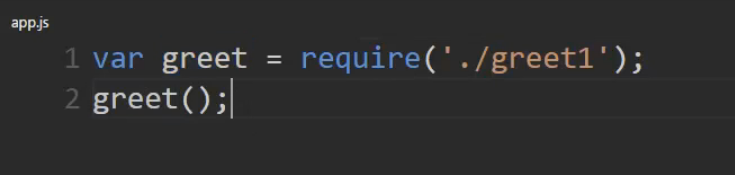 app.js
1 var greet = require('./greet1');
2 greet();